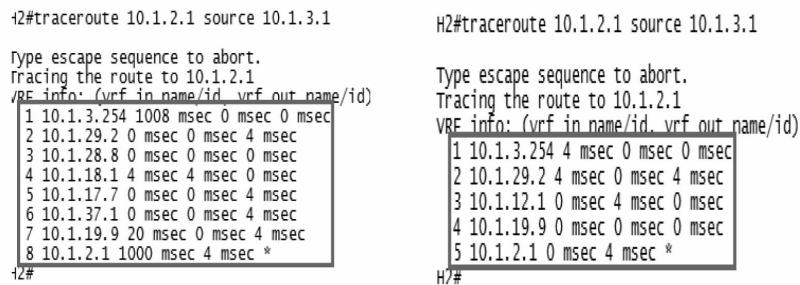 H2#traceroute 10.1.2.1 source 10.1.3.1
Type escape sequence to abort.
Tracing the route to 10.1.2.1
VRF info: (vrf in name/id, vrf out name/id)
1 10.1.3.254 1008 msec 0 msec 0 msec
2 10.1.29.2 0 msec 0 msec 4 msec
3 10.1.28.8 0 msec 0 msec 0 msec
4 10.1.18.1 4 msec 4 msec 0 msec
5 10.1.17.7 0 msec 0 msec 4 msec
6 10.1.37.1 0 msec 0 msec 0 msec
7 10.1.19.9 20 msec 0 msec 4 msec
8 10.1.2.1 1000 msec 4 msec *
H2#
H2#traceroute 10.1.2.1 source 10.1.3.1
Type escape sequence to abort.
Tracing the route to 10.1.2.1
VRF info: (vrf in name/id, vrf out name/id)
1 10.1.3.254 4 msec 0 msec 0 msec
2 10.1.29.2 4 msec 0 msec 4 msec
3 10.1.12.1 0 msec 4 msec 0 msec
4 10.1.19.9 0 msec 0 msec 0 msec
5 10.1.2.1 0 msec 4 msec *
H2#